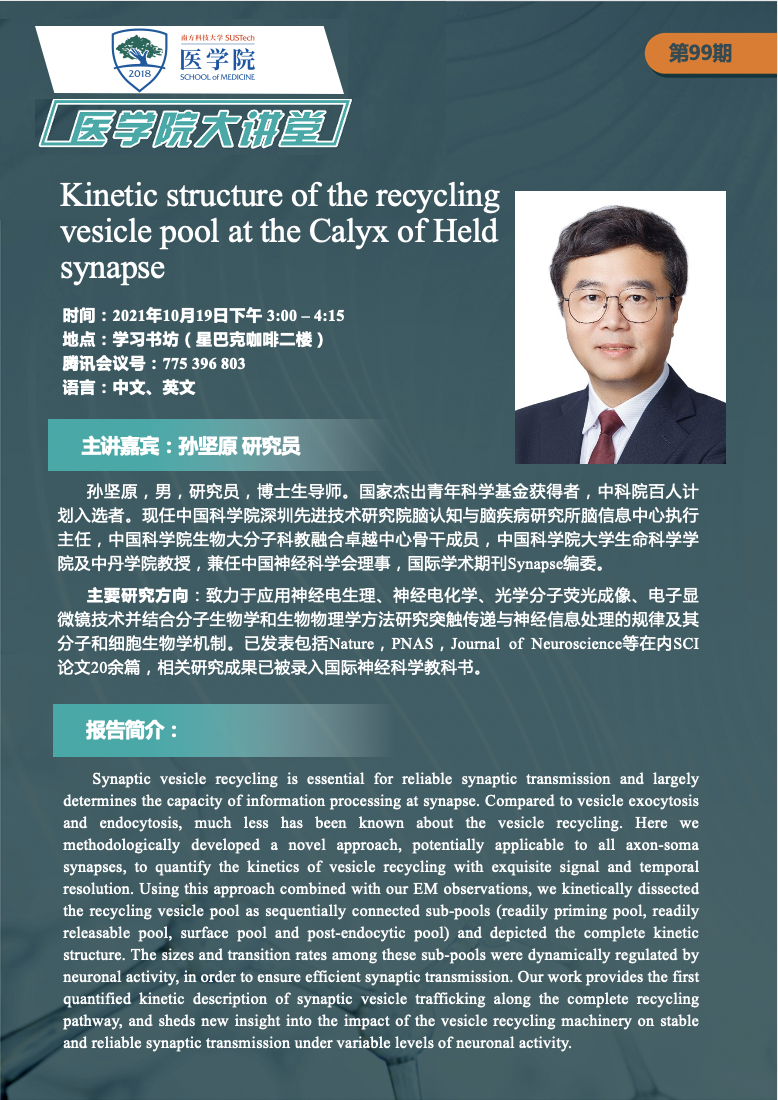 南方科技大学 SUSTech
医学院
SCHOOL of MEDICINE
2018
第99期
医学院大讲堂
Kinetic structure of the recycling
vesicle pool at the Calyx of Held
synapse
时间：2021年10月19日下午 3:00 – 4:15
地点：学习书坊（星巴克咖啡二楼）
腾讯会议号：775 396 803
语言：中文、英文
主讲嘉宾：孙坚原 研究员
孙坚原，男，研究员，博士生导师。国家杰出青年科学基金获得者，中科院百人计
划入选者。现任中国科学院深圳先进技术研究院脑认知与脑疾病研究所脑信息中心执行
主任，中国科学院生物大分子科教融合卓越中心骨干成员，中国科学院大学生命科学学
院及中丹学院教授，兼任中国神经科学会理事，国际学术期刊Synapse编委。
主要研究方向：致力于应用神经电生理、神经电化学、光学分子荧光成像、电子显
微镜技术并结合分子生物学和生物物理学方法研究突触传递与神经信息处理的规律及其
分子和细胞生物学机制。已发表包括Nature，PNAS，Journal of Neuroscience等在内SCI
论文20余篇，相关研究成果已被录入国际神经科学教科书。
报告简介：
Synaptic vesicle recycling is essential for reliable synaptic transmission and largely
determines the capacity of information processing at synapse. Compared to vesicle exocytosis
and endocytosis, much less has been known about the vesicle recycling. Here we
methodologically developed a novel approach, potentially applicable to all axon-soma
synapses, to quantify the kinetics of vesicle recycling with exquisite signal and temporal
resolution. Using this approach combined with our EM observations, we kinetically dissected
the recycling vesicle pool as sequentially connected sub-pools (readily priming pool, readily
releasable pool, surface pool and post-endocytic pool) and depicted the complete kinetic
structure. The sizes and transition rates among these sub-pools were dynamically regulated by
neuronal activity, in order to ensure efficient synaptic transmission. Our work provides the first
quantified kinetic description of synaptic vesicle trafficking along the complete recycling
pathway, and sheds new insight into the impact of the vesicle recycling machinery on stable
and reliable synaptic transmission under variable levels of neuronal activity.